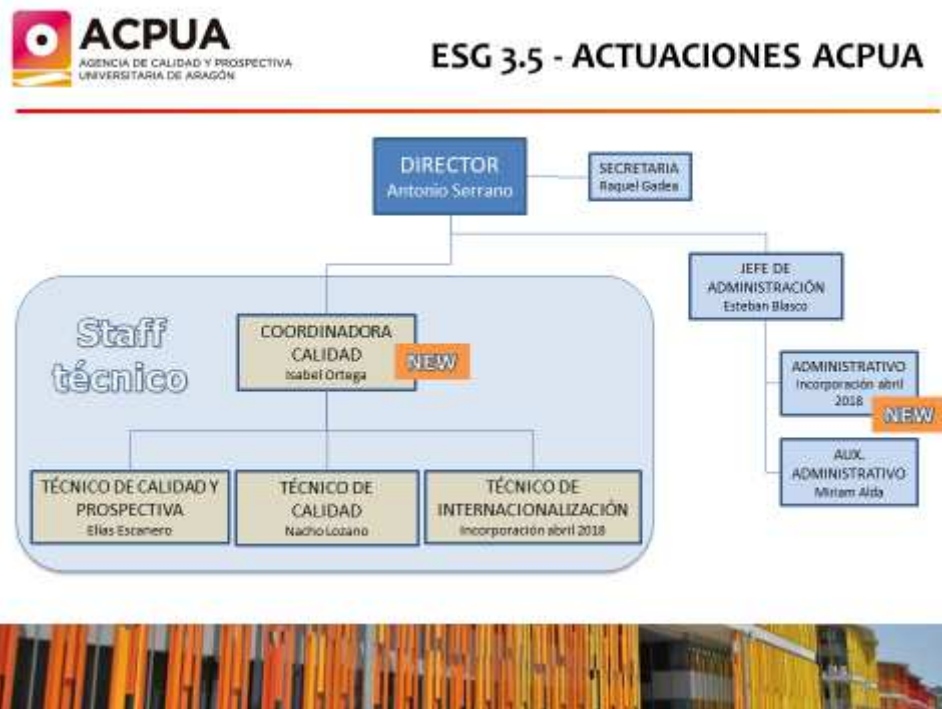 ACPUA
AGENCIA DE CALIDAD Y PROSPECTIVA
UNIVERSITARIA DE ARAGÓN
ESG 3.5 - ACTUACIONES ACPUA
DIRECTOR
Antonio Serrano
SECRETARIA
Raquel Gadea
JEFE DE
ADMINISTRACIÓN
Esteban Blasco
Staff
técnico
COORDINADORA
CALIDAD
Isabel Ortega
NEW
ADMINISTRATIVO
Incorporación abril
2018
NEW
AUX.
ADMINISTRATIVO
Miriam Alda
TÉCNICO DE CALIDAD Y
PROSPECTIVA
Elías Escanero
TÉCNICO DE
CALIDAD
Nacho Lozano
TÉCNICO DE
INTERNACIONALIZACIÓN
Incorporación abril 2018